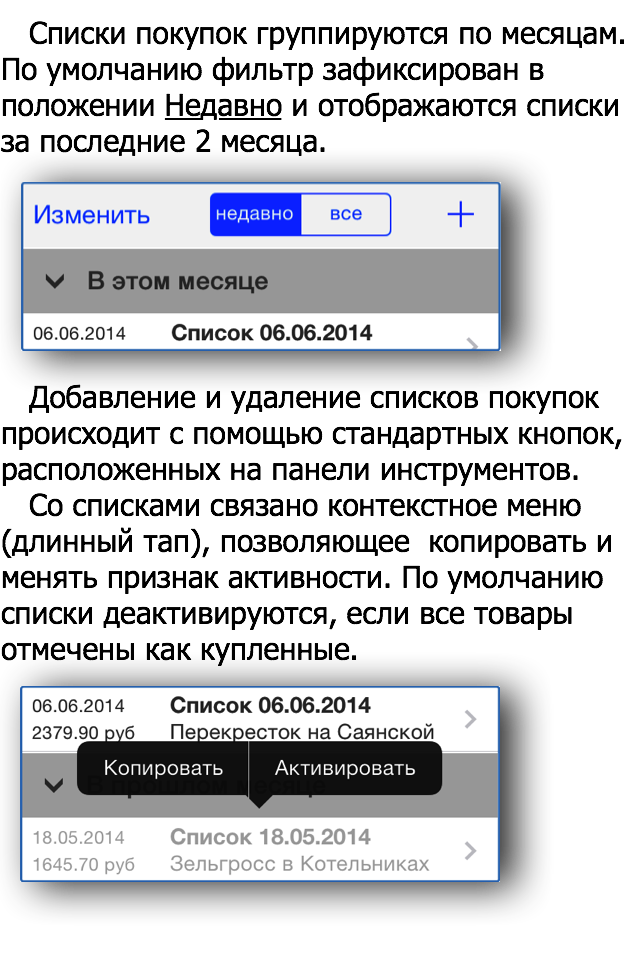 Списки покупок группируются по месяцам.
По умолчанию фильтр зафиксирован в
положении Недавно и отображаются списки
за последние 2 месяца.
Изменить недавно все +
В этом месяце
06.06.2014 Список 06.06.2014
Добавление и удаление списков покупок
происходит с помощью стандартных кнопок,
расположенных на панели инструментов.
Со списками связано контекстное меню
(длинный тап), позволяющее  копировать и
менять признак активности. По умолчанию
списки деактивируются, если все товары
отмечены как купленные.
06.06.2014 Список 06.06.2014
2379.90 руб Перекресток на Саянской
Копировать Активировать
В прошлом месяце
18.05.2014 Список 18.05.2014
1645.70 руб Зельгросс в Котельниках